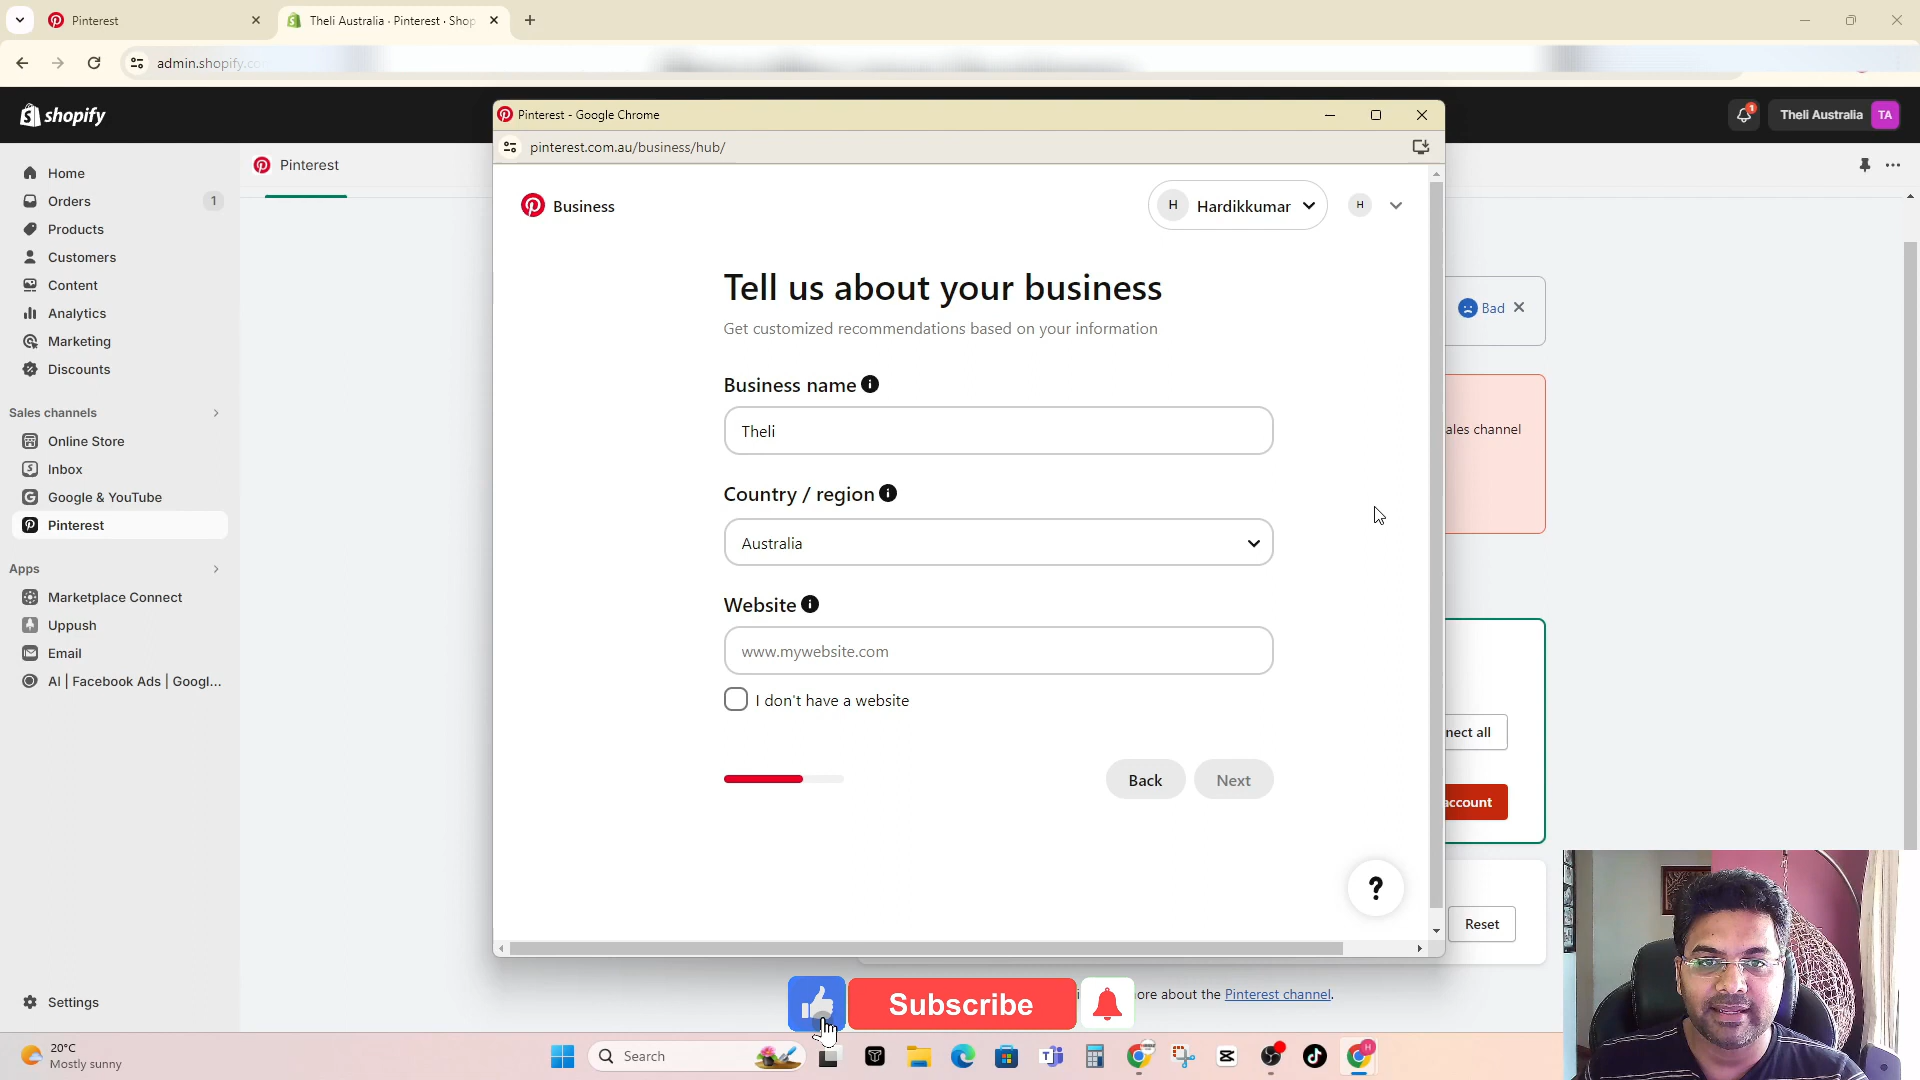 Pinterest
Theli Australia · Pinterest · Shop
admin.shopify.co
shopify
1
Theli Australia
TA
Home
Orders
1
Products
Customers
Content
Analytics
Marketing
Discounts
Sales channels
Online Store
Inbox
Google & YouTube
Pinterest
Apps
Marketplace Connect
Uppush
Email
AI | Facebook Ads | Googl...
Settings
Pinterest
Pinterest - Google Chrome
pinterest.com.au/business/hub/
Business
H
Hardikkumar
H
Tell us about your business
Get customized recommendations based on your information
Business name
Theli
Country / region
Australia
Website
www.mywebsite.com
I don't have a website
Back
Next
?
Bad
ales channel
nect all
account
Reset
ore about the Pinterest channel.
Subscribe
20°C
Mostly sunny
Search
H